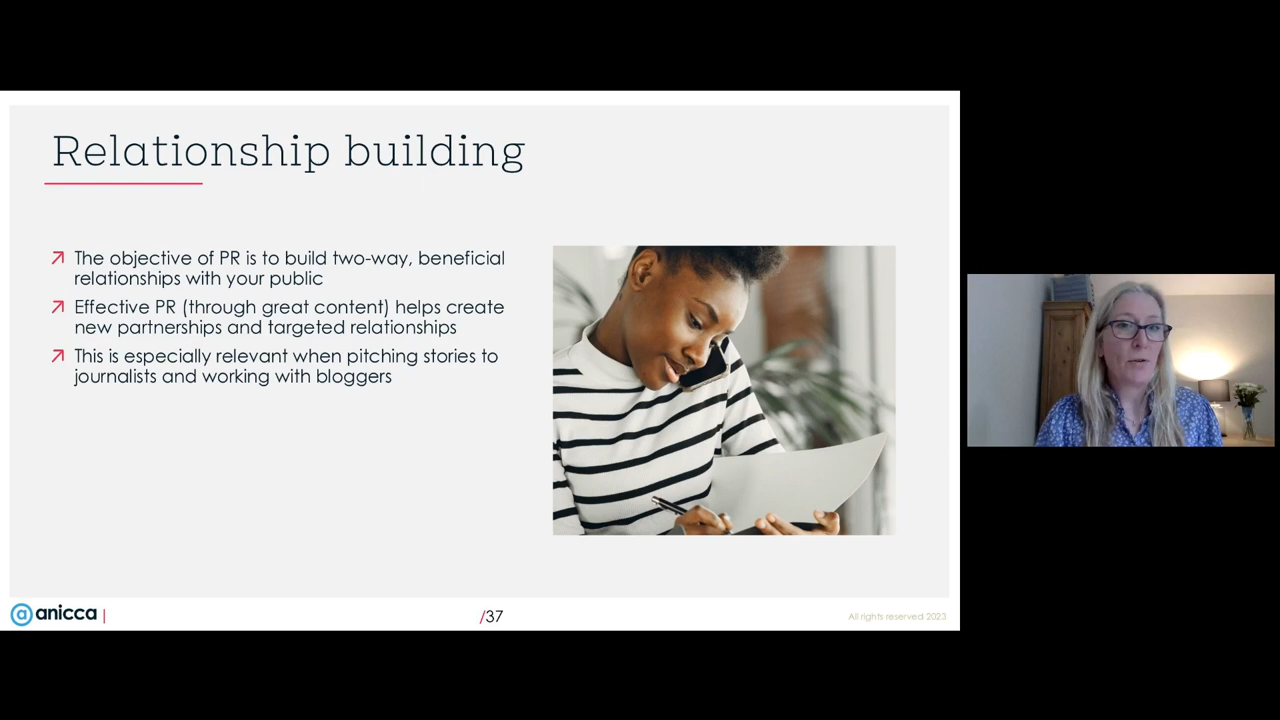 Relationship building
The objective of PR is to build two-way, beneficial
relationships with your public
Effective PR (through great content) helps create
new partnerships and targeted relationships
This is especially relevant when pitching stories to
journalists and working with bloggers
@anicca |
/37
All rights reserved 2023